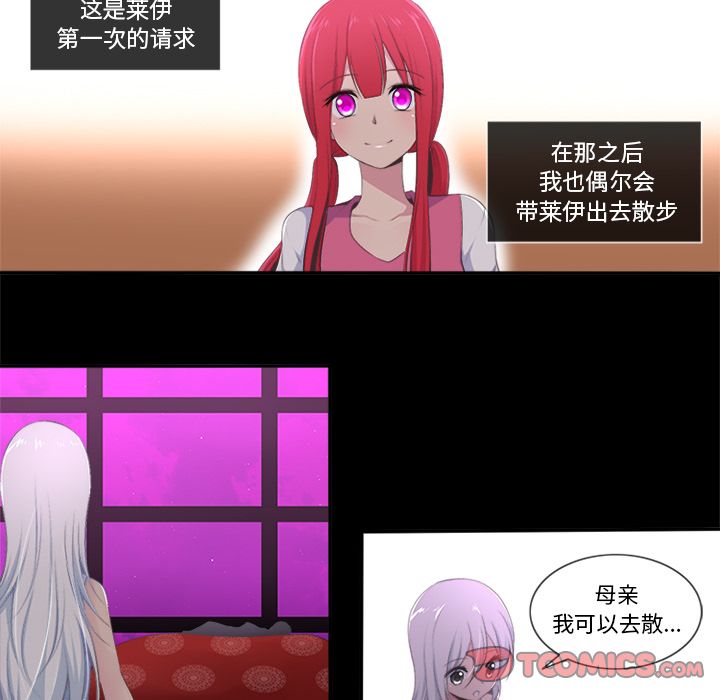 这是莱伊
第一次的请求
在那之后
我也偶尔会
带莱伊出去散步
母亲
我可以去散...
TOOMICS.COM